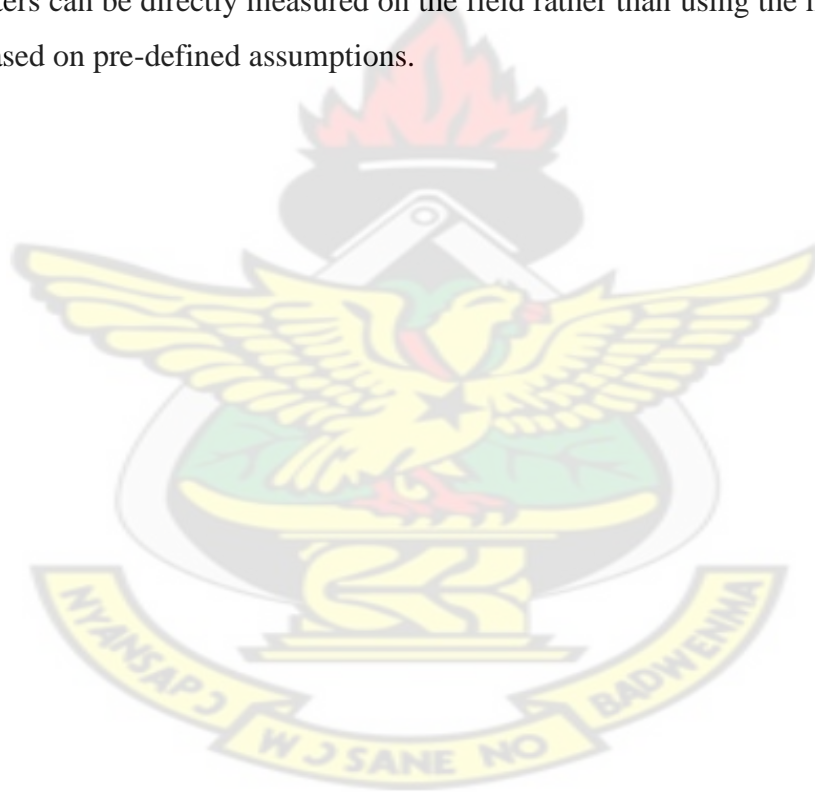 ters can be directly measured on the field rather than using the
ased on pre-defined assumptions.
NYANSAPƆ
WƆSANE NO
BADWENMA